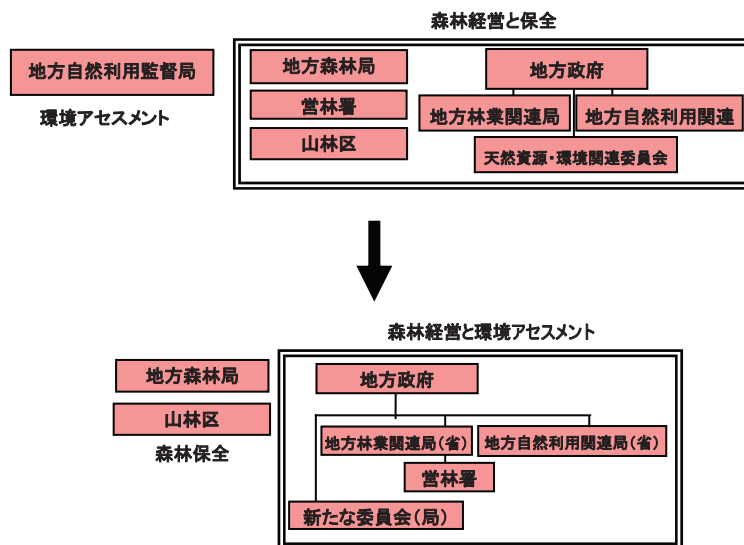 森林経営と保全
地方自然利用監督局
環境アセスメント
地方森林局
営林署
山林区
地方政府
地方林業関連局
地方自然利用関連
天然資源・環境関連委員会
森林経営と環境アセスメント
地方森林局
山林区
森林保全
地方政府
地方林業関連局(省)
地方自然利用関連局(省)
営林署
新たな委員会(局)